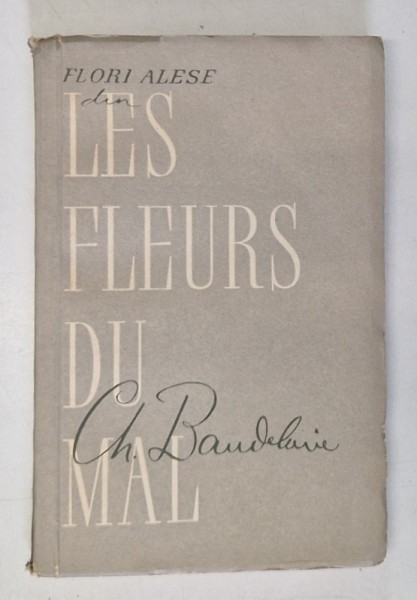 FLORI ALESE
din
LES
FLEURS
DU
Ch. Baudelaire
MAL